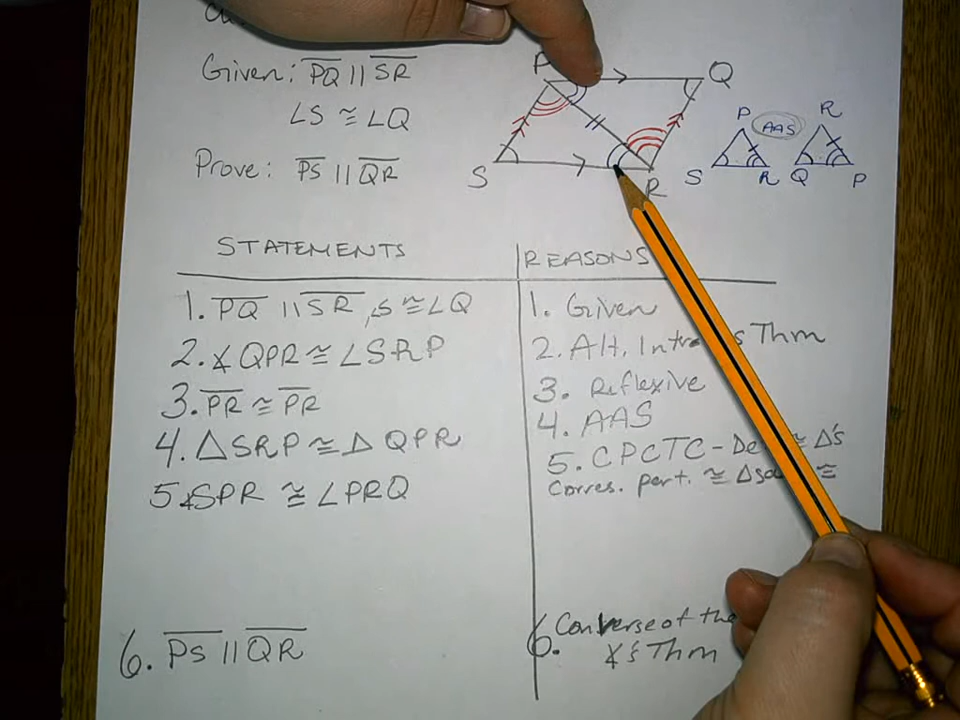 Given: PQ || SR
∠S ≅ ∠Q
Prove: PS || QR
P Q
S R
P
S R
AAS
R
Q P
STATEMENTS REASONS
1. PQ || SR, S ≅ ∠Q 1. Given
2. ∡QPR ≅ ∠SRP 2. Alt. Thm
3. PR ≅ PR 3. Reflexive
4. △SRP ≅ △QPR 4. AAS
5. ∡SPR ≅ ∠PRQ 5. CPCTC - ≅ △'s
Corres. part. ≅ ≅
6. PS || QR 6. Converse of the
∡'s Thm